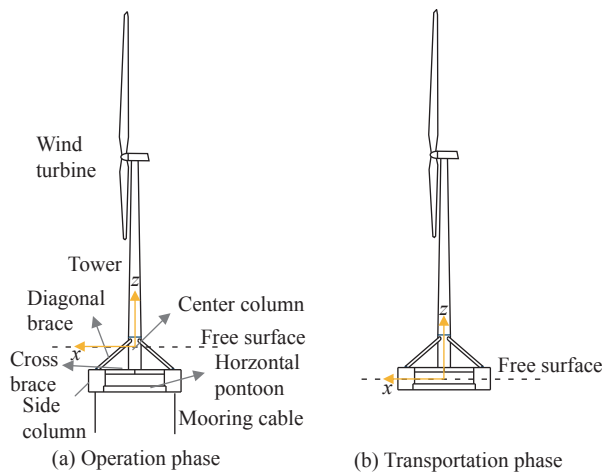 Wind
turbine
Tower
z
Diagonal
brace
Center column
Free surface
x
Cross
brace
Horzontal
pontoon
Side
column
Mooring cable
(a) Operation phase
z
Free surface
x
(b) Transportation phase